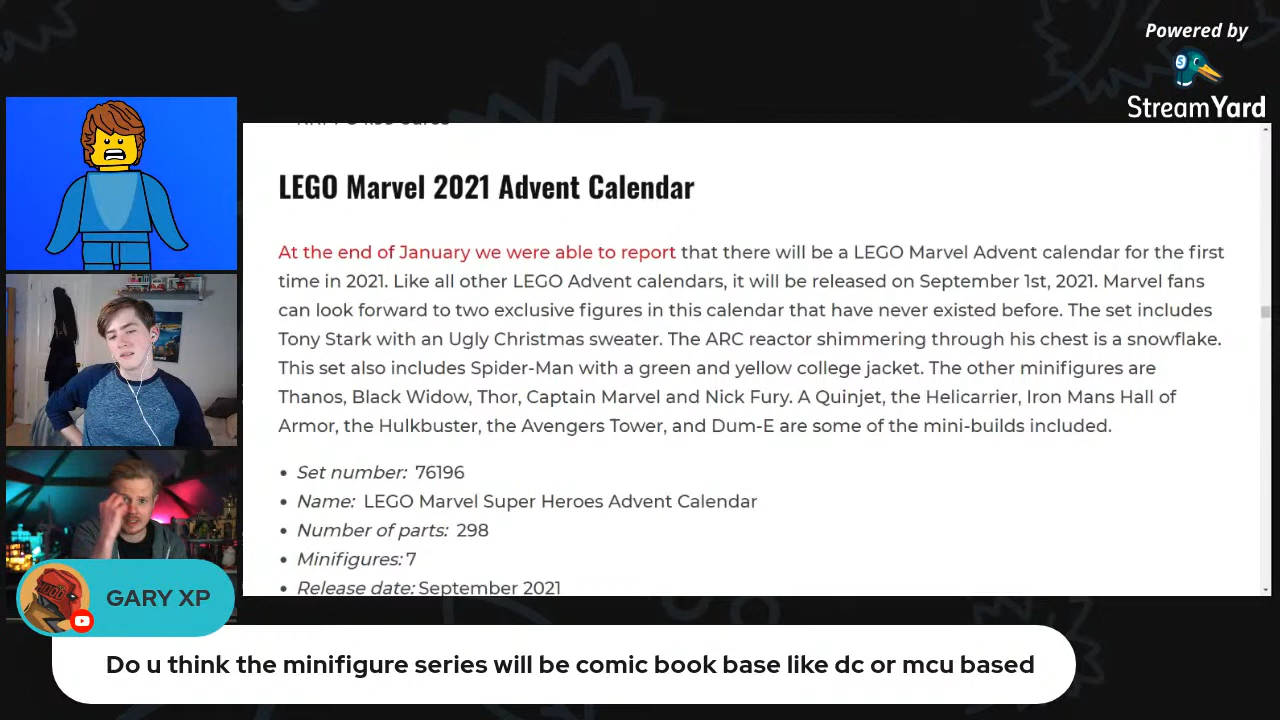 Powered by
StreamYard
LEGO Marvel 2021 Advent Calendar
At the end of January we were able to report that there will be a LEGO Marvel Advent calendar for the first
time in 2021. Like all other LEGO Advent calendars, it will be released on September 1st, 2021. Marvel fans
can look forward to two exclusive figures in this calendar that have never existed before. The set includes
Tony Stark with an Ugly Christmas sweater. The ARC reactor shimmering through his chest is a snowflake.
This set also includes Spider-Man with a green and yellow college jacket. The other minifigures are
Thanos, Black Widow, Thor, Captain Marvel and Nick Fury. A Quinjet, the Helicarrier, Iron Mans Hall of
Armor, the Hulkbuster, the Avengers Tower, and Dum-E are some of the mini-builds included.
• Set number: 76196
• Name: LEGO Marvel Super Heroes Advent Calendar
• Number of parts: 298
• Minifigures: 7
• Release date: September 2021
GARY XP
Do u think the minifigure series will be comic book base like dc or mcu based